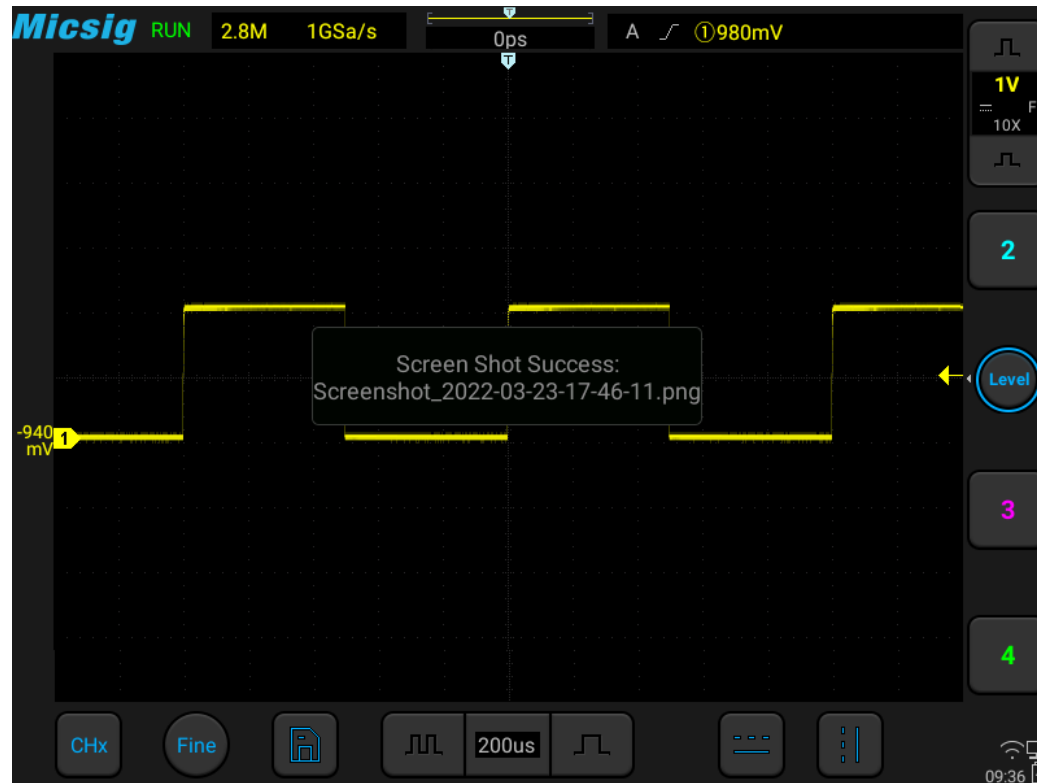 Micsig RUN 2.8M 1GSa/s T 0ps A ①980mV
T
1V
F
10X
2
Screen Shot Success:
Screenshot_2022-03-23-17-46-11.png
Level
-940
mV
1
3
4
CHx Fine 200us
09:36